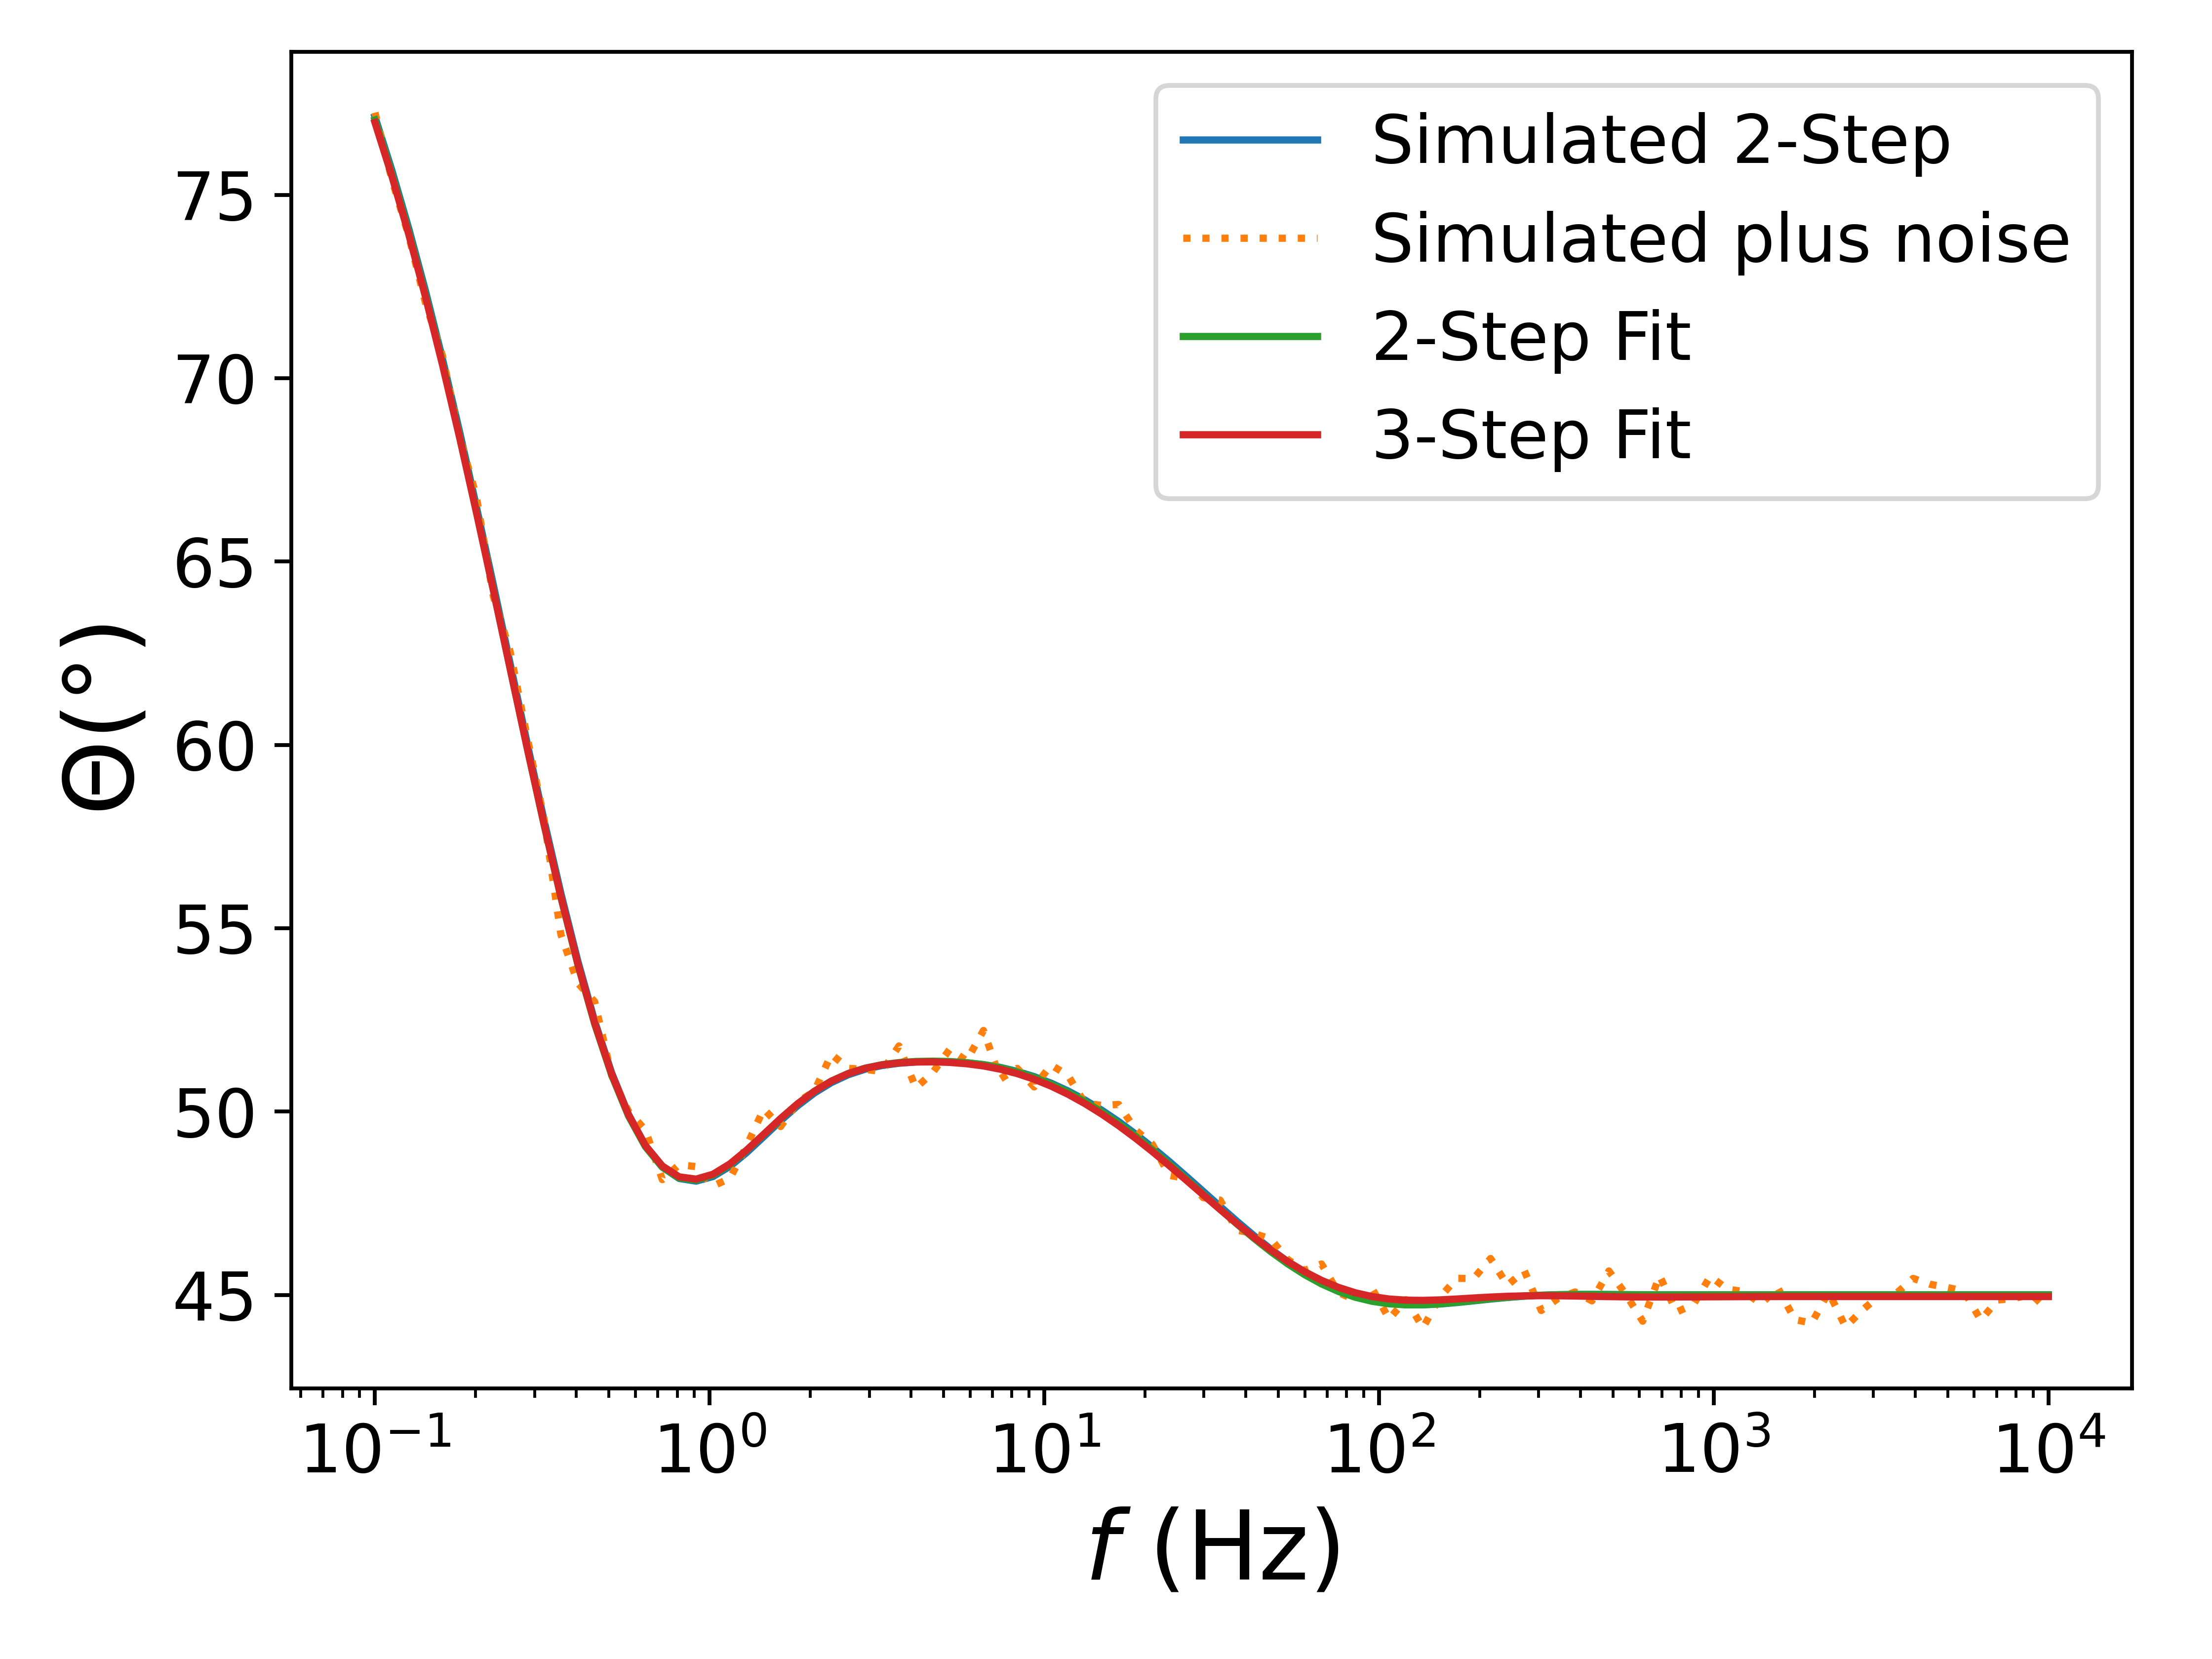 Simulated 2-Step
Simulated plus noise
2-Step Fit
3-Step Fit
Θ(°)
75
70
65
60
55
50
45
10⁻¹ 10⁰ 10¹ 10² 10³ 10⁴
f (Hz)